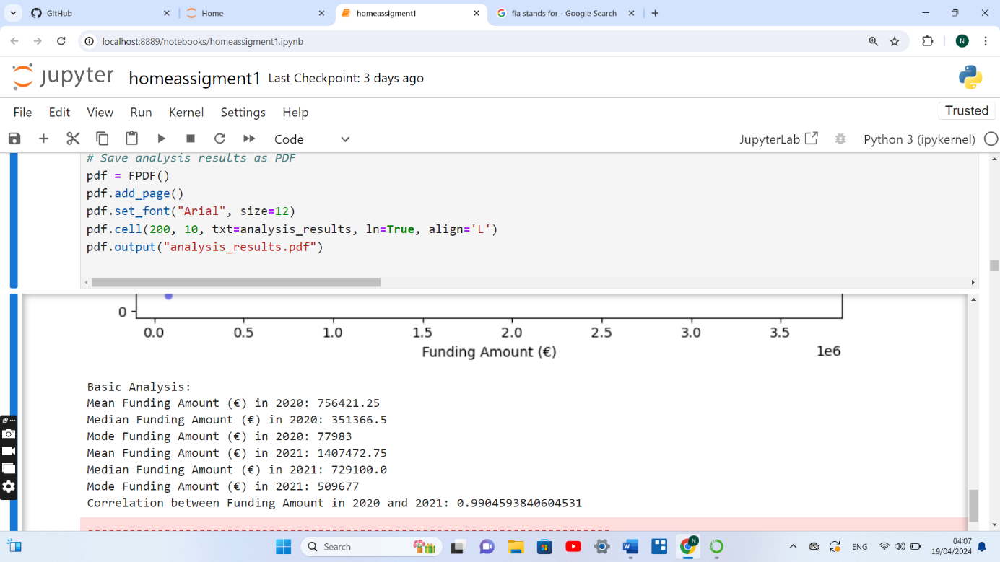 GitHub
Home
homeassigment1
fia stands for - Google Search
localhost:8889/notebooks/homeassigment1.ipynb
N
jupyter
homeassigment1 Last Checkpoint: 3 days ago
File Edit View Run Kernel Settings Help
Trusted
Code
JupyterLab
Python 3 (ipykernel)
# Save analysis results as PDF
pdf = FPDF()
pdf.add_page()
pdf.set_font("Arial", size=12)
pdf.cell(200, 10, txt=analysis_results, ln=True, align='L')
pdf.output("analysis_results.pdf")
0
0.0 0.5 1.0 1.5 2.0 2.5 3.0 3.5
Funding Amount (€)
1e6
Basic Analysis:
Mean Funding Amount (€) in 2020: 756421.25
Median Funding Amount (€) in 2020: 351366.5
Mode Funding Amount (€) in 2020: 77983
Mean Funding Amount (€) in 2021: 1407472.75
Median Funding Amount (€) in 2021: 729100.0
Mode Funding Amount (€) in 2021: 509677
Correlation between Funding Amount in 2020 and 2021: 0.9904593840604531
---------------------------------------------------------------------------
Search
N
ENG
04:07
19/04/2024